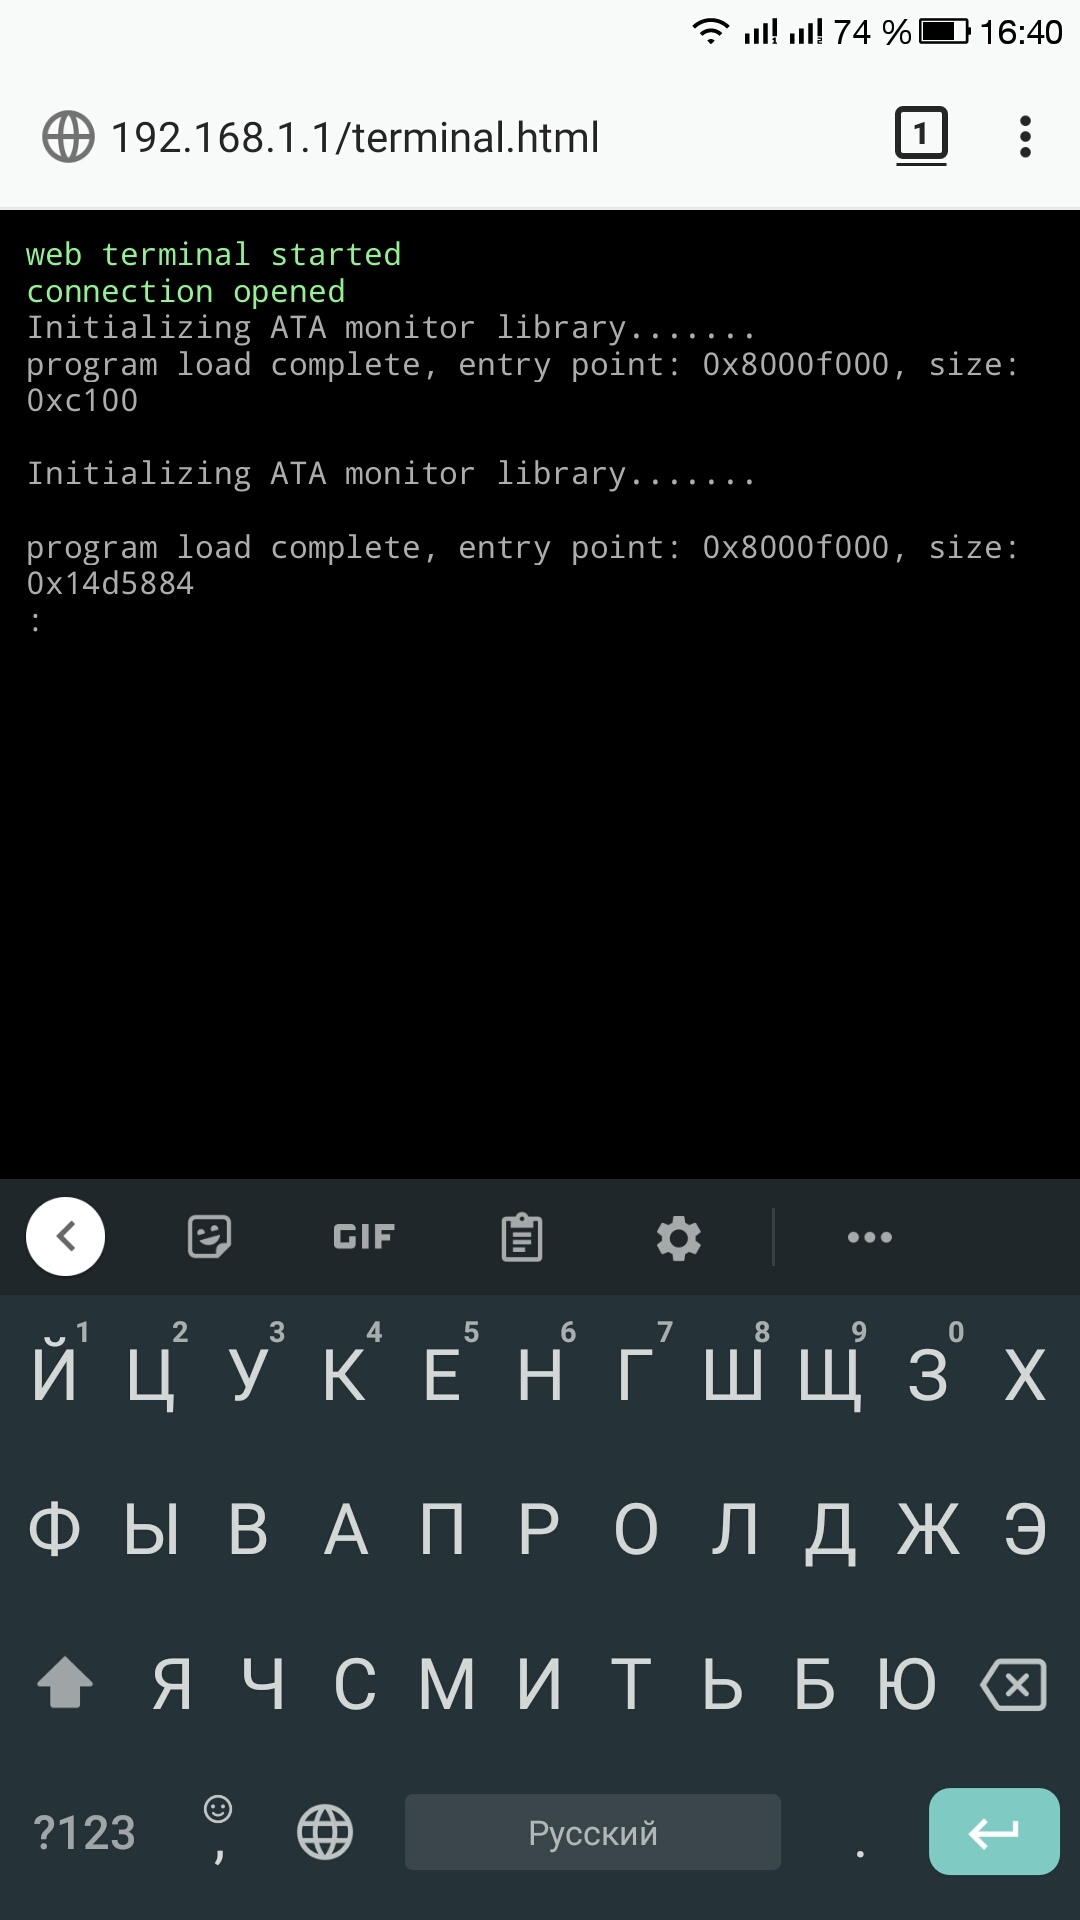 74 % 16:40
192.168.1.1/terminal.html 1
web terminal started
connection opened
Initializing ATA monitor library.......
program load complete, entry point: 0x8000f000, size:
0xc100
Initializing ATA monitor library.......
program load complete, entry point: 0x8000f000, size:
0x14d5884
:
GIF
1 2 3 4 5 6 7 8 9 0
Й Ц У К Е Н Г Ш Щ З Х
Ф Ы В А П Р О Л Д Ж Э
Я Ч С М И Т Ь Б Ю
?123 , Русский .